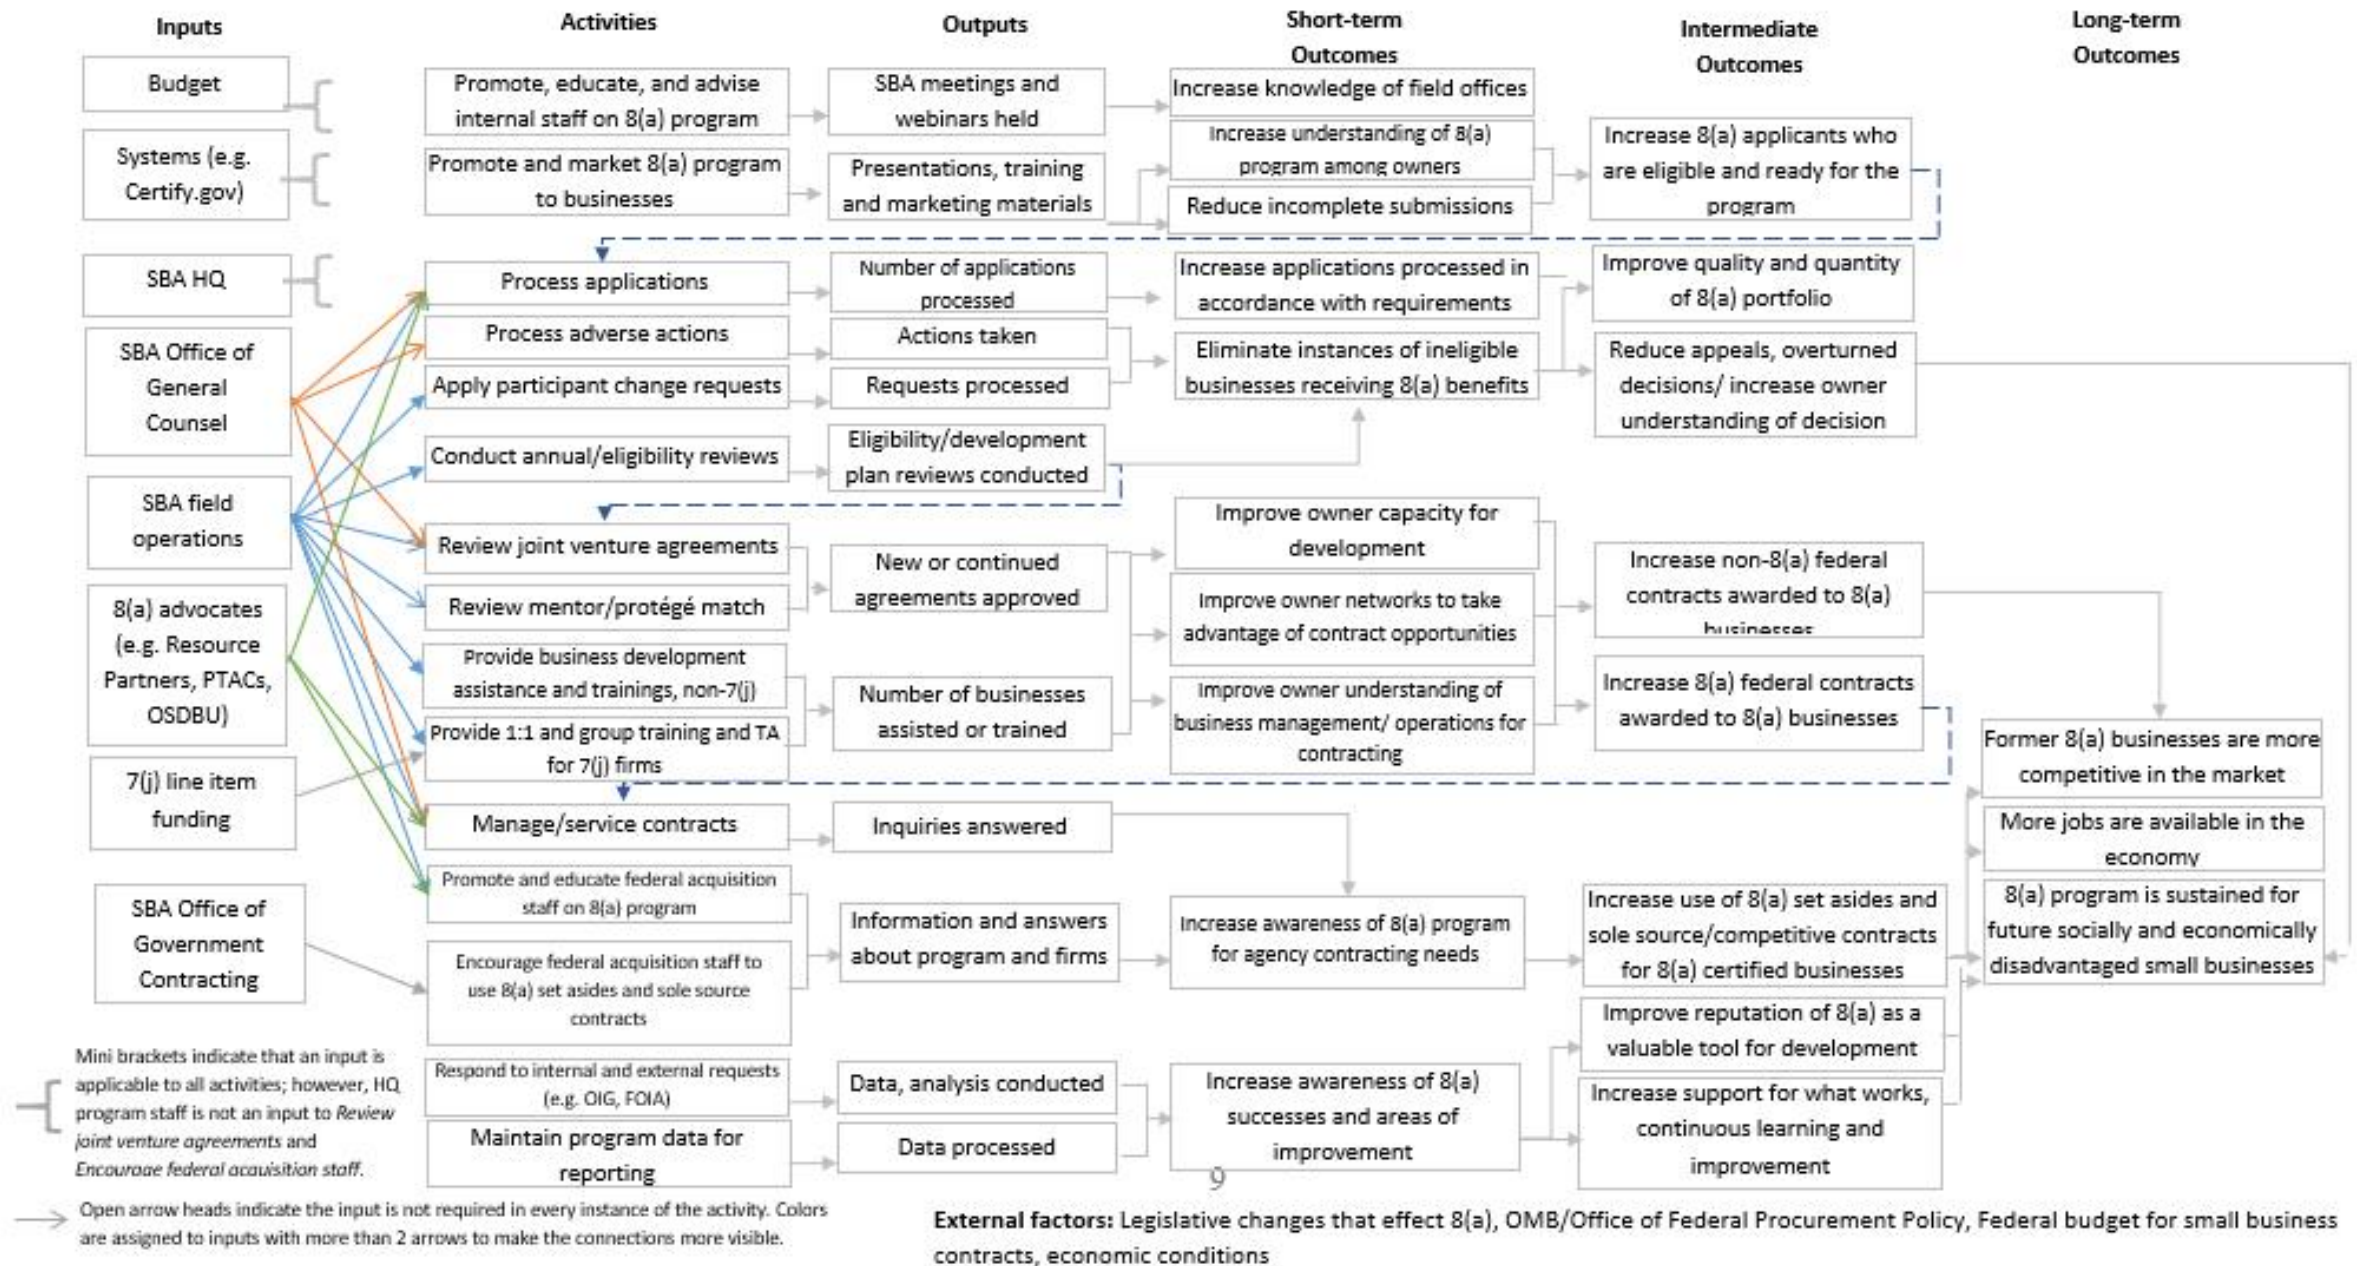 Inputs
Activities
Outputs
Short-term
Outcomes
Intermediate
Outcomes
Long-term
Outcomes
Budget
Systems (e.g.
Certify.gov)
SBA HQ
SBA Office of
General
Counsel
SBA field
operations
8(a) advocates
(e.g. Resource
Partners, PTACs,
OSDBU)
7(j) line item
funding
SBA Office of
Government
Contracting
Promote, educate, and advise
internal staff on 8(a) program
Promote and market 8(a) program
to businesses
Process applications
Process adverse actions
Apply participant change requests
Conduct annual/eligibility reviews
Review joint venture agreements
Review mentor/protégé match
Provide business development
assistance and trainings, non-7(j)
Provide 1:1 and group training and TA
for 7(j) firms
Manage/service contracts
Promote and educate federal acquisition
staff on 8(a) program
Encourage federal acquisition staff to
use 8(a) set asides and sole source
contracts
Respond to internal and external requests
(e.g. OIG, FOIA)
Maintain program data for
reporting
SBA meetings and
webinars held
Presentations, training
and marketing materials
Number of applications
processed
Actions taken
Requests processed
Eligibility/development
plan reviews conducted
New or continued
agreements approved
Number of businesses
assisted or trained
Inquiries answered
Information and answers
about program and firms
Data, analysis conducted
Data processed
Increase knowledge of field offices
Increase understanding of 8(a)
program among owners
Reduce incomplete submissions
Increase applications processed in
accordance with requirements
Eliminate instances of ineligible
businesses receiving 8(a) benefits
Improve owner capacity for
development
Improve owner networks to take
advantage of contract opportunities
Improve owner understanding of
business management/ operations for
contracting
Increase awareness of 8(a) program
for agency contracting needs
Increase awareness of 8(a)
successes and areas of
improvement
Increase 8(a) applicants who
are eligible and ready for the
program
Improve quality and quantity
of 8(a) portfolio
Reduce appeals, overturned
decisions/ increase owner
understanding of decision
Increase non-8(a) federal
contracts awarded to 8(a)
businesses
Increase 8(a) federal contracts
awarded to 8(a) businesses
Increase use of 8(a) set asides and
sole source/competitive contracts
for 8(a) certified businesses
Improve reputation of 8(a) as a
valuable tool for development
Increase support for what works,
continuous learning and
improvement
Former 8(a) businesses are more
competitive in the market
More jobs are available in the
economy
8(a) program is sustained for
future socially and economically
disadvantaged small businesses
Mini brackets indicate that an input is
applicable to all activities; however, HQ
program staff is not an input to Review
joint venture agreements and
Encourage federal acquisition staff.
Open arrow heads indicate the input is not required in every instance of the activity. Colors
are assigned to inputs with more than 2 arrows to make the connections more visible.
9
External factors: Legislative changes that effect 8(a), OMB/Office of Federal Procurement Policy, Federal budget for small business
contracts, economic conditions